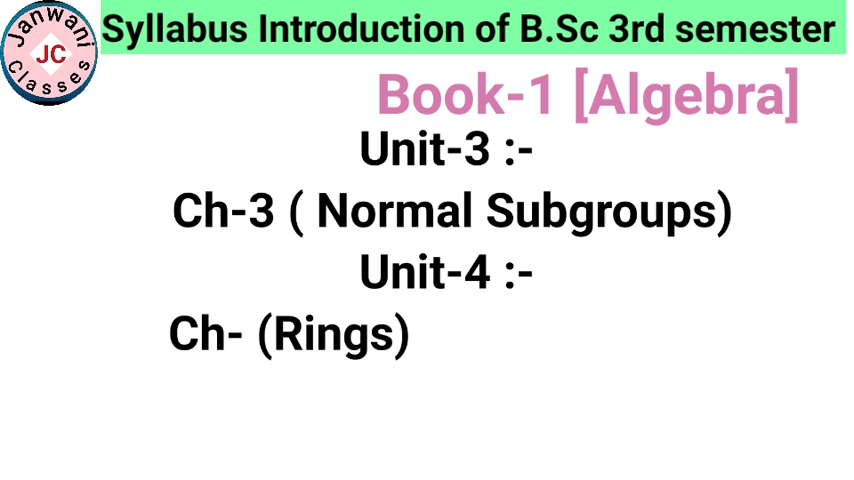 Janwani
JC
Classes
Syllabus Introduction of B.Sc 3rd semester
Book-1 [Algebra]
Unit-3 :-
Ch-3 ( Normal Subgroups)
Unit-4 :-
Ch- (Rings)